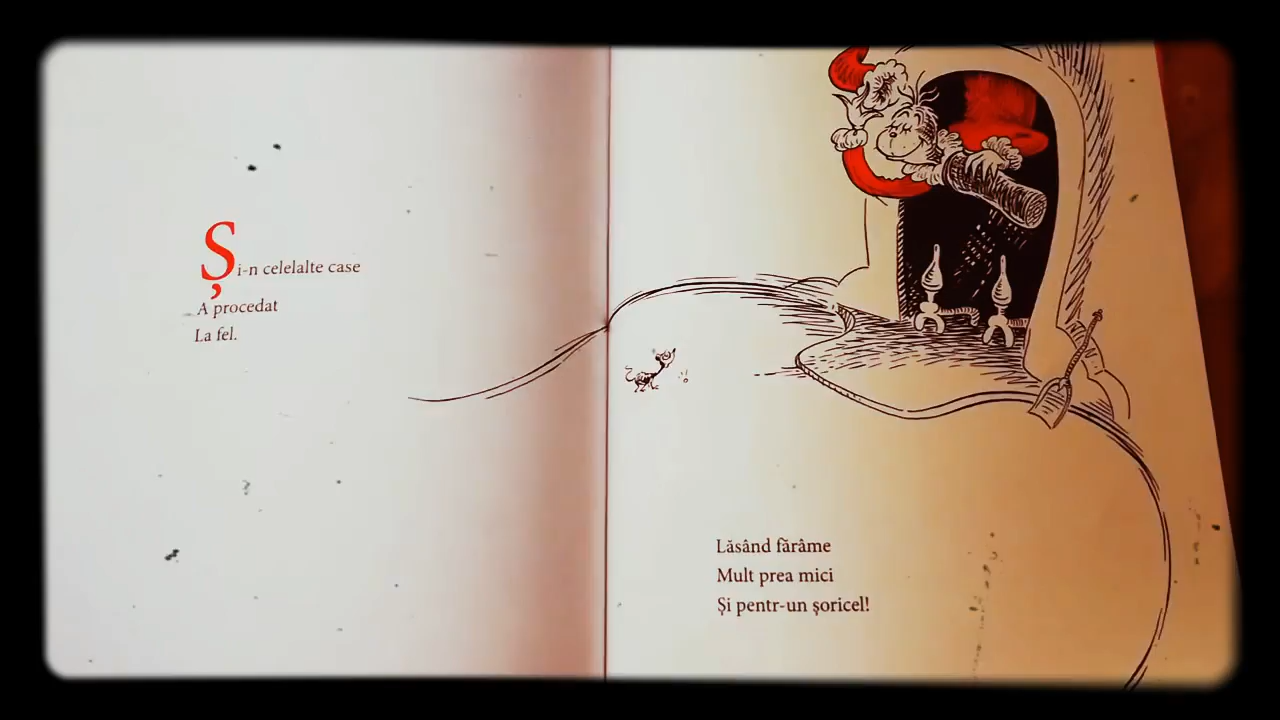 Și-n celelalte case
A procedat
La fel.
Lăsând fărâme
Mult prea mici
Și pentr-un șoricel!